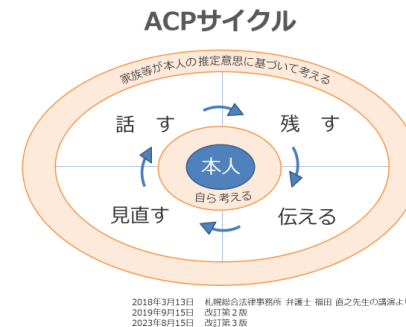 ACPサイクル
家族等が本人の推定意思に基づいて考える
話　す
残　す
本人
自ら考える
見直す
伝える
2018年3月13日　札幌総合法律事務所 弁護士 福田 直之先生の講演より
2019年9月15日　改訂第２版
2023年8月15日　改訂第３版